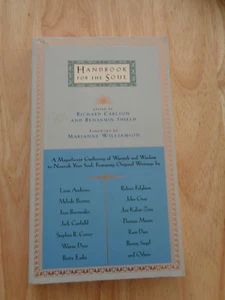 HANDBOOK
FOR THE SOUL
EDITED BY
RICHARD CARLSON
AND BENJAMIN SHIELD
FOREWORD BY
MARIANNE WILLIAMSON
A Magnificent Gathering of Warmth and Wisdom
to Nourish Your Soul, Featuring Original Writings by
Lynn Andrews
Melody Beattie
Joan Borysenko
Jack Canfield
Stephen R. Covey
Wayne Dyer
Betty Eadie
Robert Fulghum
John Gray
Jon Kabat-Zinn
Thomas Moore
Ram Dass
Bernie Siegel
and Others